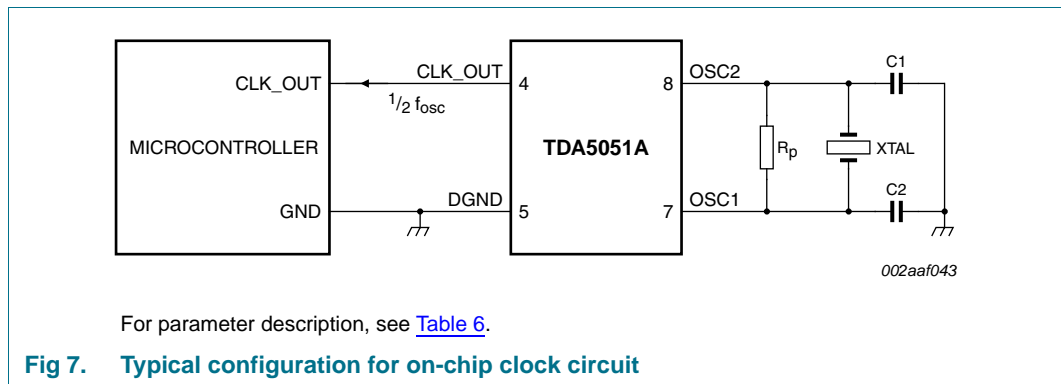 CLK_OUT CLK_OUT 4 8 OSC2 C1
1/2 fosc
MICROCONTROLLER TDA5051A Rp XTAL
C2
GND DGND 5 7 OSC1
002aaf043
For parameter description, see Table 6.
Fig 7. Typical configuration for on-chip clock circuit